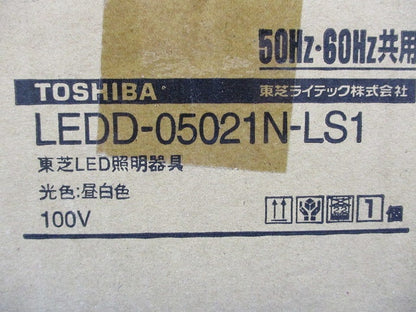 50Hz・60Hz共用
TOSHIBA 東芝ライテック株式会社
LEDD-05021N-LS1
東芝LED照明器具
光色:昼白色
100V 1個